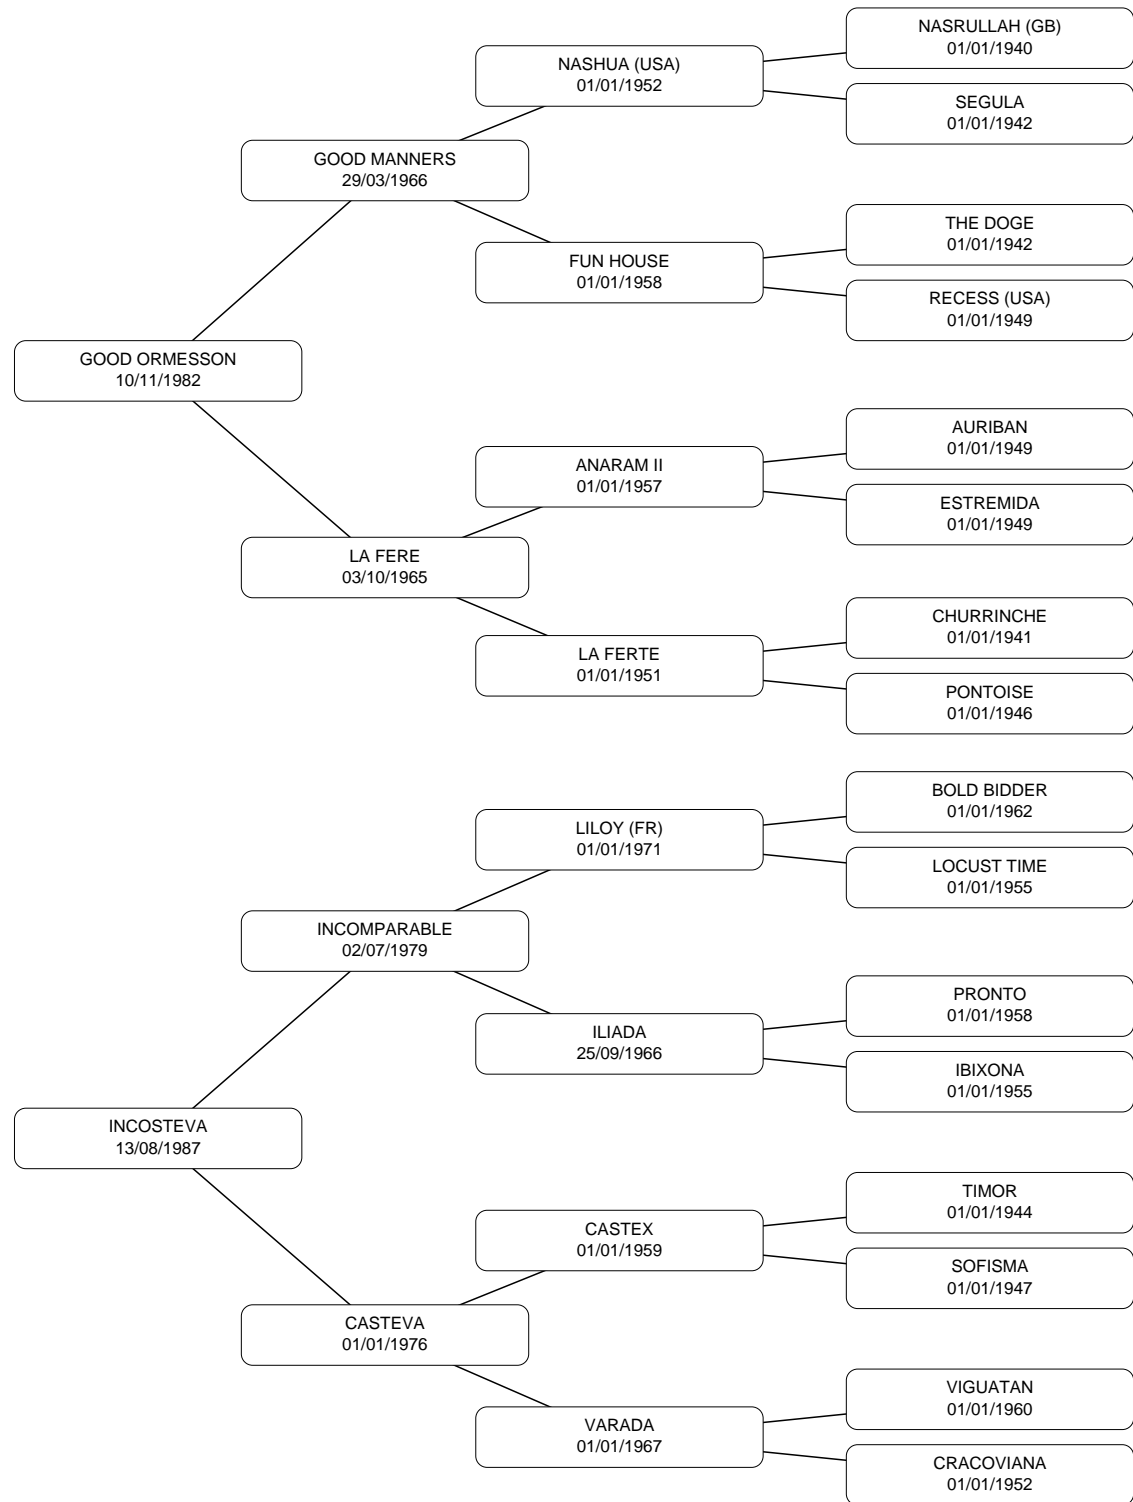 NASRULLAH (GB)
01/01/1940
NASHUA (USA)
01/01/1952
SEGULA
01/01/1942
GOOD MANNERS
29/03/1966
THE DOGE
01/01/1942
FUN HOUSE
01/01/1958
RECESS (USA)
01/01/1949
GOOD ORMESSON
10/11/1982
AURIBAN
01/01/1949
ANARAM II
01/01/1957
ESTREMIDA
01/01/1949
LA FERE
03/10/1965
CHURRINCHE
01/01/1941
LA FERTE
01/01/1951
PONTOISE
01/01/1946
BOLD BIDDER
01/01/1962
LILOY (FR)
01/01/1971
LOCUST TIME
01/01/1955
INCOMPARABLE
02/07/1979
PRONTO
01/01/1958
ILIADA
25/09/1966
IBIXONA
01/01/1955
INCOSTEVA
13/08/1987
TIMOR
01/01/1944
CASTEX
01/01/1959
SOFISMA
01/01/1947
CASTEVA
01/01/1976
VIGUATAN
01/01/1960
VARADA
01/01/1967
CRACOVIANA
01/01/1952